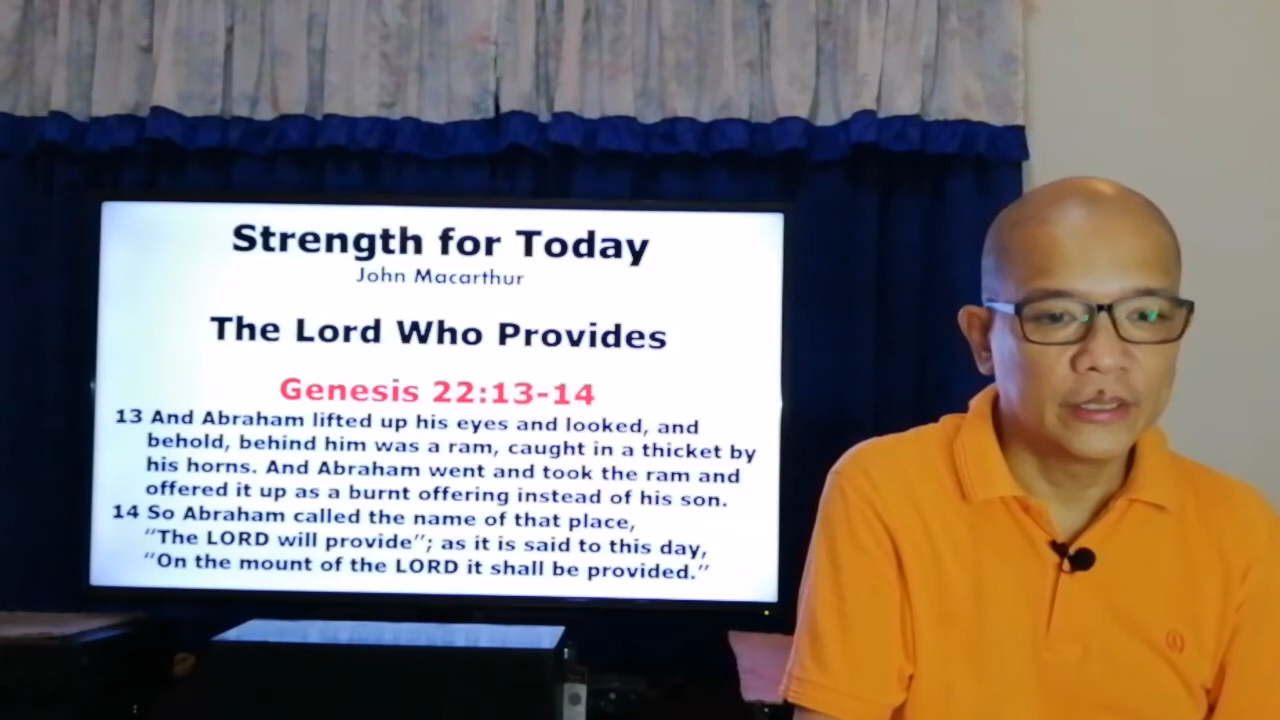 Strength for Today
John Macarthur
The Lord Who Provides
Genesis 22:13-14
13 And Abraham lifted up his eyes and looked, and
behold, behind him was a ram, caught in a thicket by
his horns. And Abraham went and took the ram and
offered it up as a burnt offering instead of his son.
14 So Abraham called the name of that place,
“The LORD will provide”; as it is said to this day,
“On the mount of the LORD it shall be provided.”